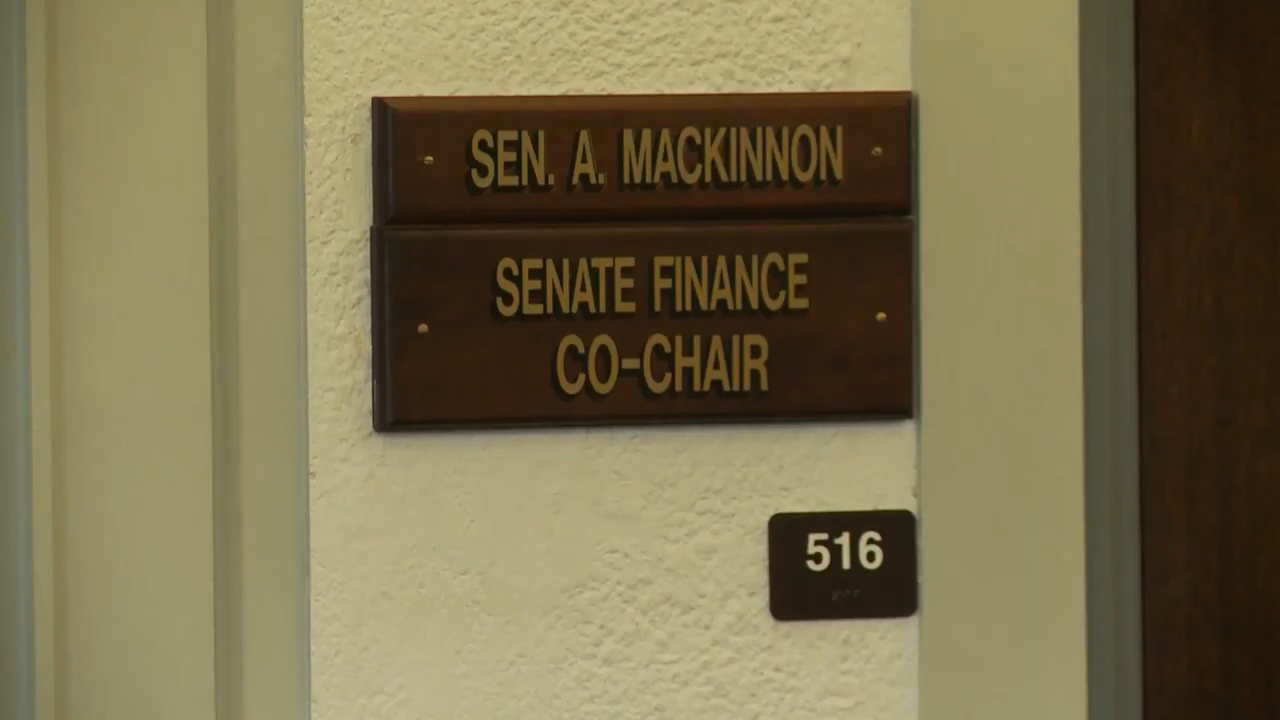 SEN. A. MACKINNON
SENATE FINANCE
CO-CHAIR
516